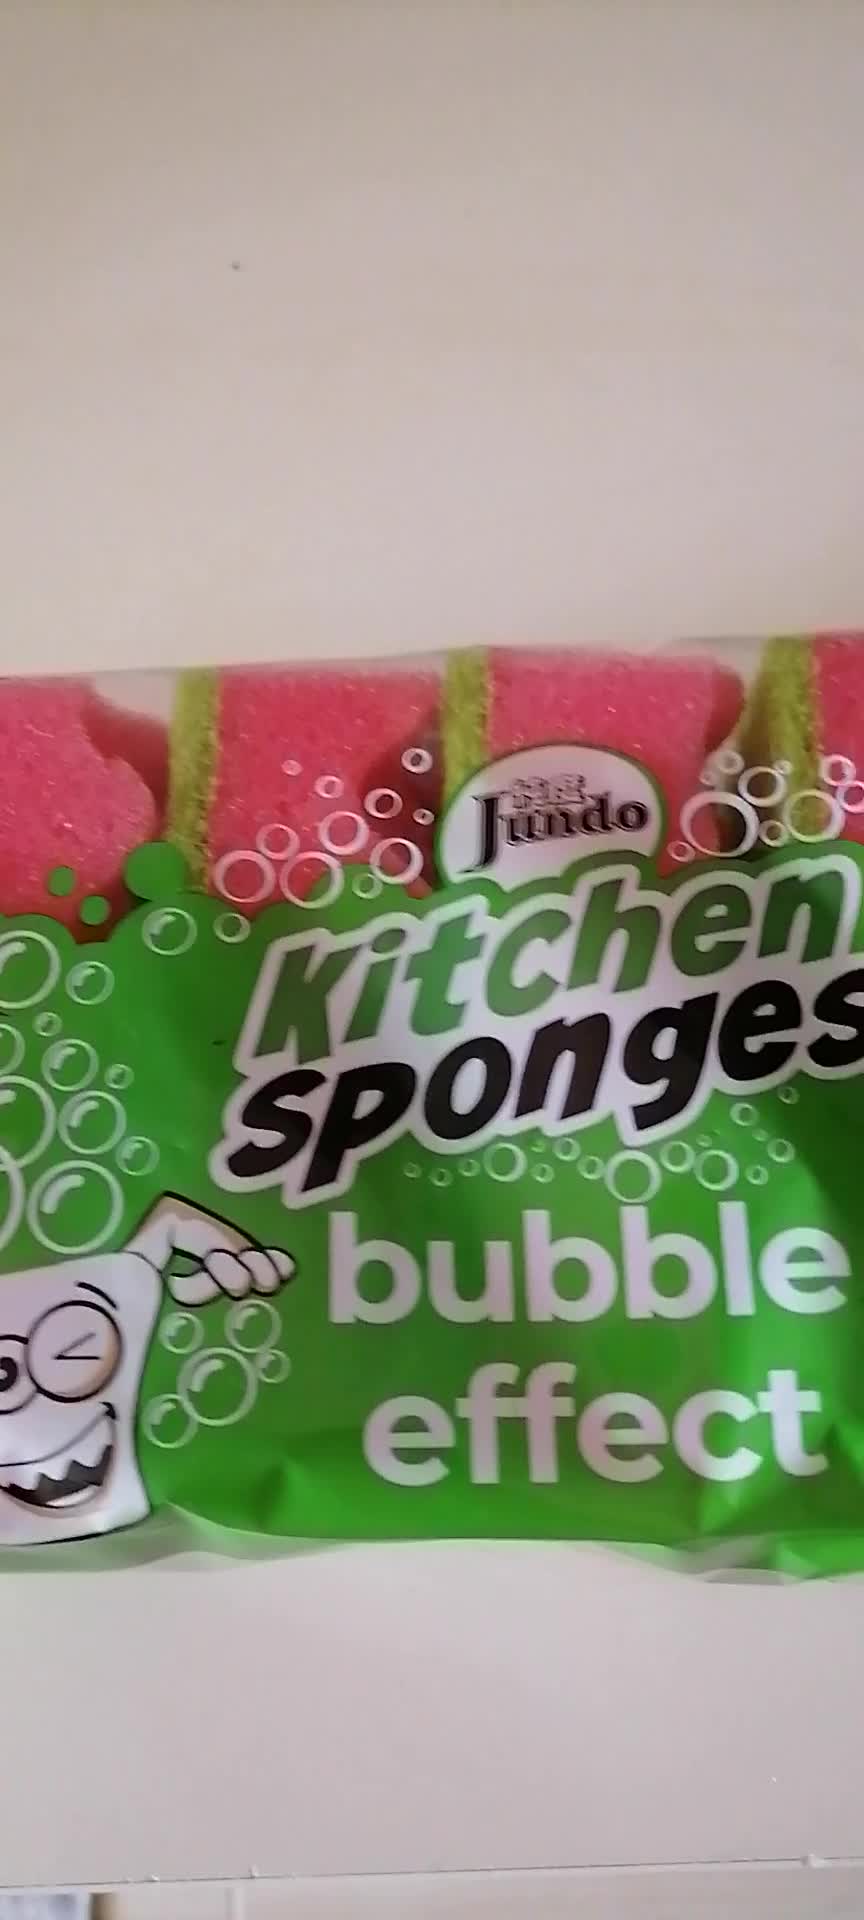 Jundo
Kitchen
sponges
bubble
effect